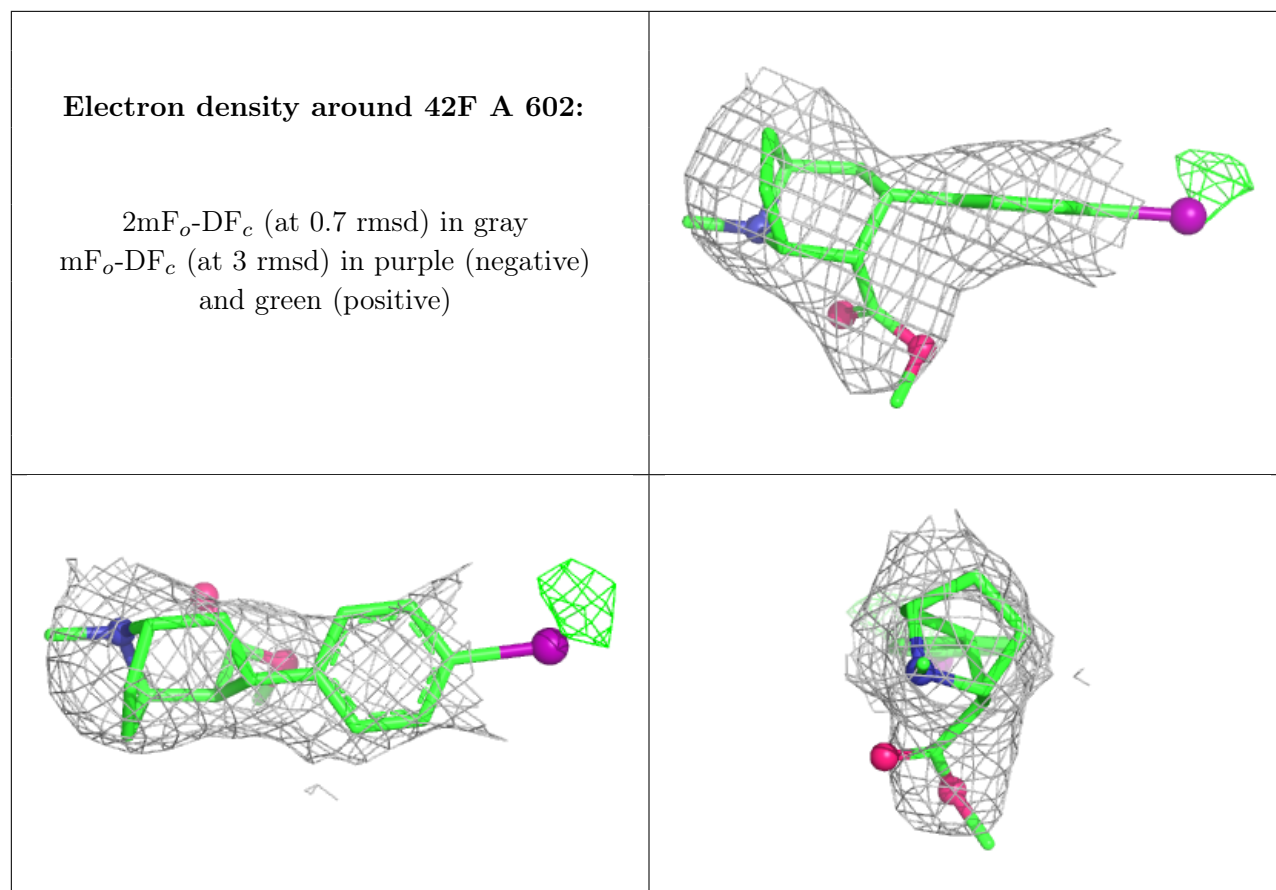 Electron density around 42F A 602:
2mFo-DFc (at 0.7 rmsd) in gray
mFo-DFc (at 3 rmsd) in purple (negative)
and green (positive)